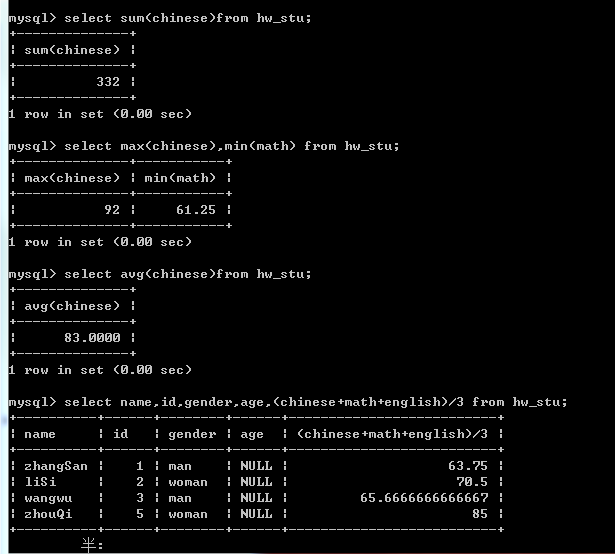 mysql> select sum(chinese)from hw_stu;
+--------------+
| sum(chinese) |
+--------------+
|          332 |
+--------------+
1 row in set (0.00 sec)
mysql> select max(chinese),min(math) from hw_stu;
+--------------+-----------+
| max(chinese) | min(math) |
+--------------+-----------+
|           92 |     61.25 |
+--------------+-----------+
1 row in set (0.00 sec)
mysql> select avg(chinese)from hw_stu;
+--------------+
| avg(chinese) |
+--------------+
|      83.0000 |
+--------------+
1 row in set (0.00 sec)
mysql> select name,id,gender,age,(chinese+math+english)/3 from hw_stu;
+----------+------+--------+------+--------------------------+
| name     | id   | gender | age  | (chinese+math+english)/3 |
+----------+------+--------+------+--------------------------+
| zhangSan |    1 | man    | NULL |                    63.75 |
| liSi     |    2 | woman  | NULL |                     70.5 |
| wangwu   |    3 | man    | NULL |         65.6666666666667 |
| zhouQi   |    5 | woman  | NULL |                       85 |
+----------+------+--------+------+--------------------------+
半: